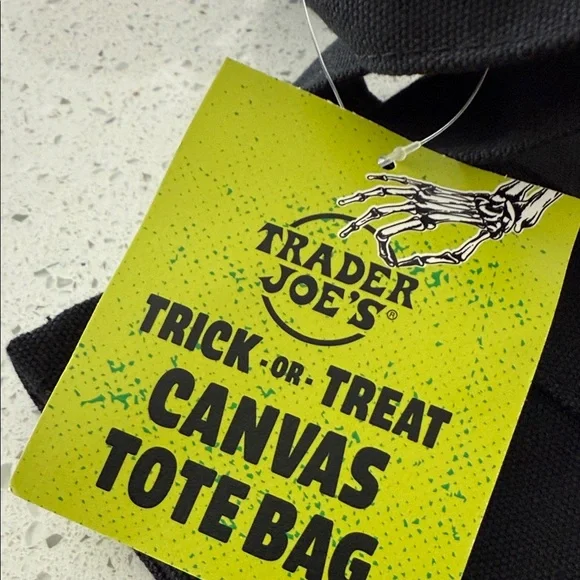 TRADER
JOE'S®
TRICK -OR- TREAT
CANVAS
TOTE BAG